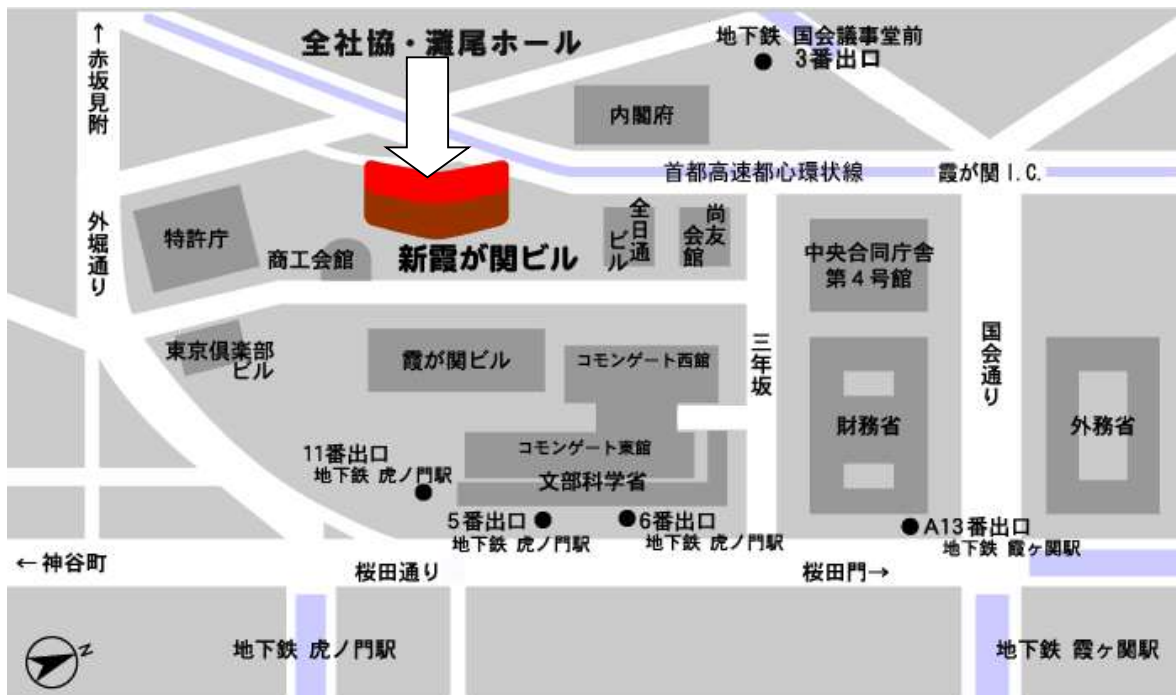 全社協・灘尾ホール
地下鉄 国会議事堂前
3番出口
↑赤坂見附
内閣府
首都高速都心環状線
霞が関 I.C.
外堀通り
特許庁
商工会館
新霞が関ビル
全日通
ビル
尚友
会館
中央合同庁舎
第4号館
東京倶楽部
ビル
霞が関ビル
コモンゲート西館
三年坂
国会通り
財務省
外務省
コモンゲート東館
文部科学省
11番出口
地下鉄 虎ノ門駅
5番出口
地下鉄 虎ノ門駅
6番出口
地下鉄 虎ノ門駅
A13番出口
地下鉄 霞ヶ関駅
←神谷町
桜田通り
桜田門→
地下鉄 虎ノ門駅
地下鉄 霞ヶ関駅
N